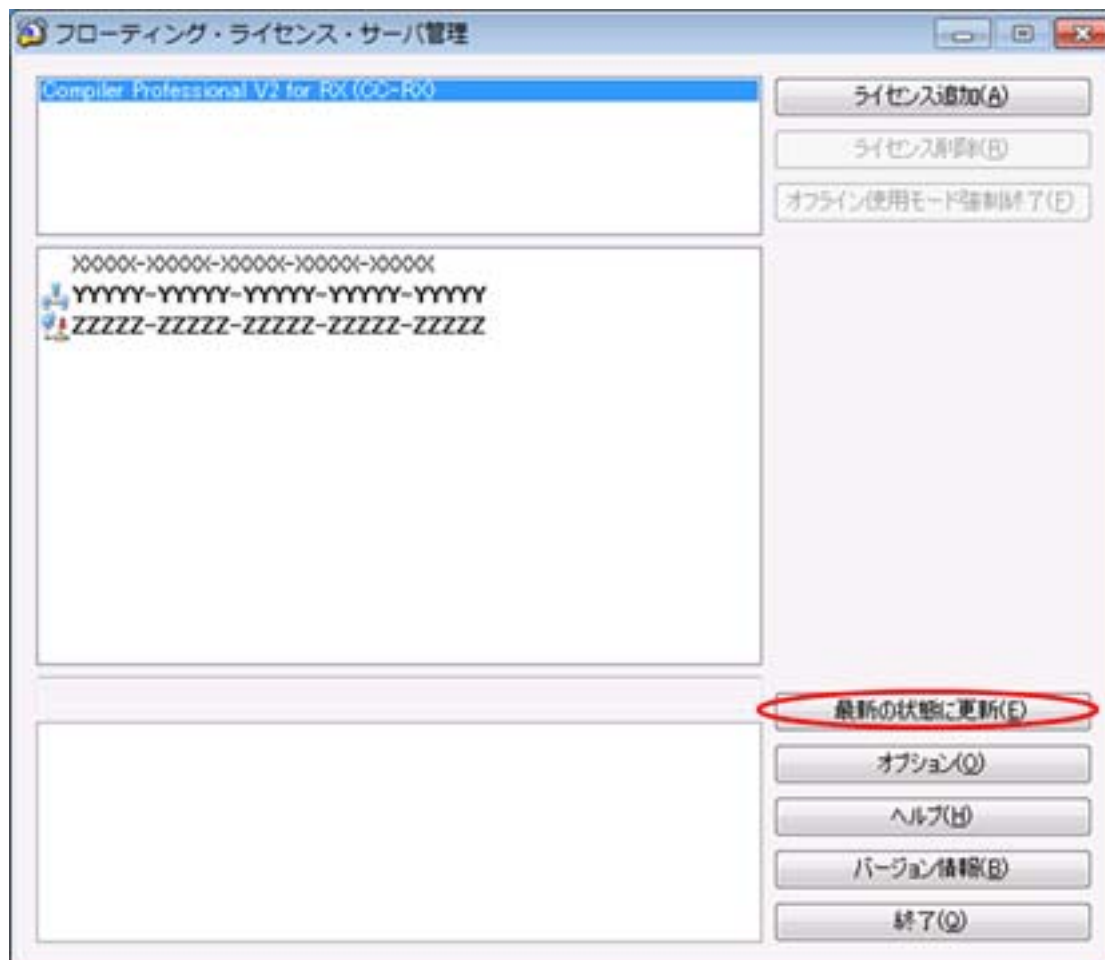 フローティング・ライセンス・サーバ管理
Compiler Professional V2 for RX (CC-RX)
ライセンス追加(A)
ライセンス削除(R)
オフライン使用モード強制終了(F)
XXXXX-XXXXX-XXXXX-XXXXX-XXXXX
YYYYY-YYYYY-YYYYY-YYYYY-YYYYY
ZZZZZ-ZZZZZ-ZZZZZ-ZZZZZ-ZZZZZ
最新の状態に更新(E)
オプション(O)
ヘルプ(H)
バージョン情報(B)
終了(Q)